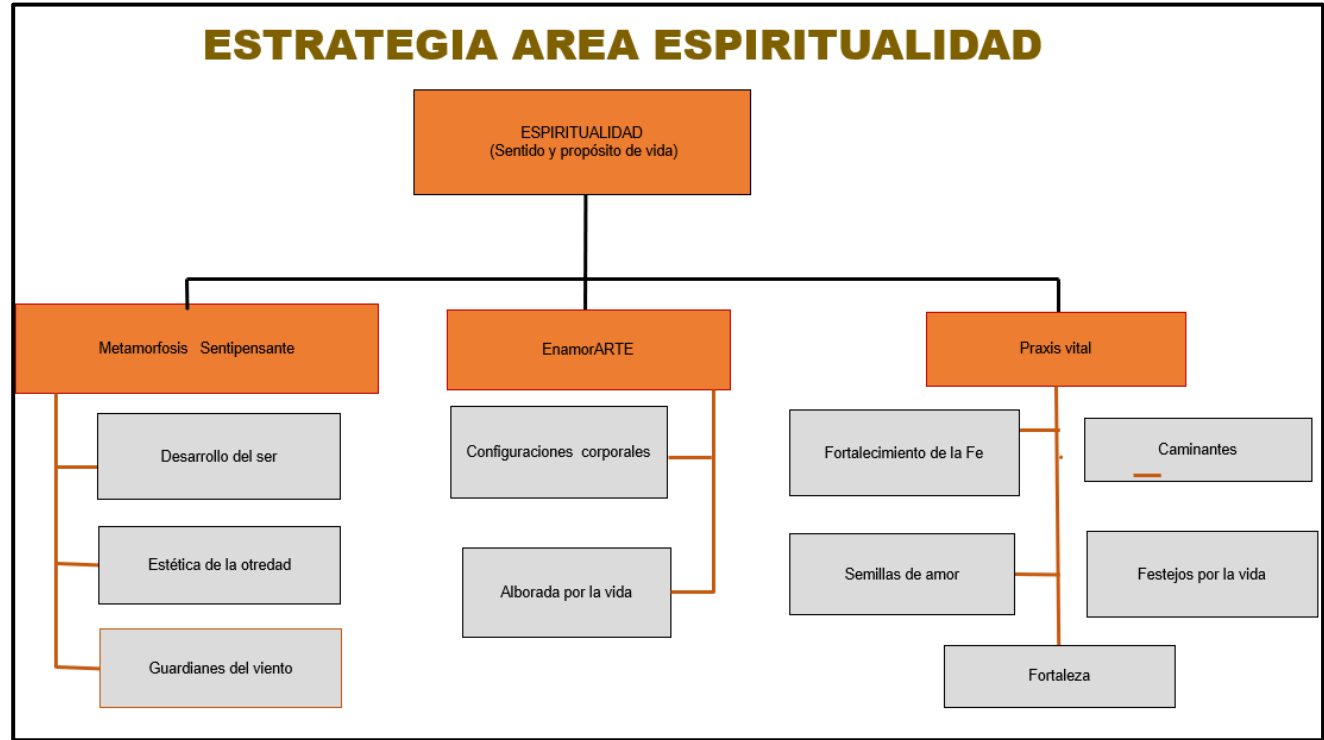 ESTRATEGIA AREA ESPIRITUALIDAD
ESPIRITUALIDAD
(Sentido y propósito de vida)
Metamorfosis Sentipensante
EnamorARTE
Praxis vital
Desarrollo del ser
Estética de la otredad
Guardianes del viento
Configuraciones corporales
Alborada por la vida
Fortalecimiento de la Fe
Caminantes
Semillas de amor
Festejos por la vida
Fortaleza